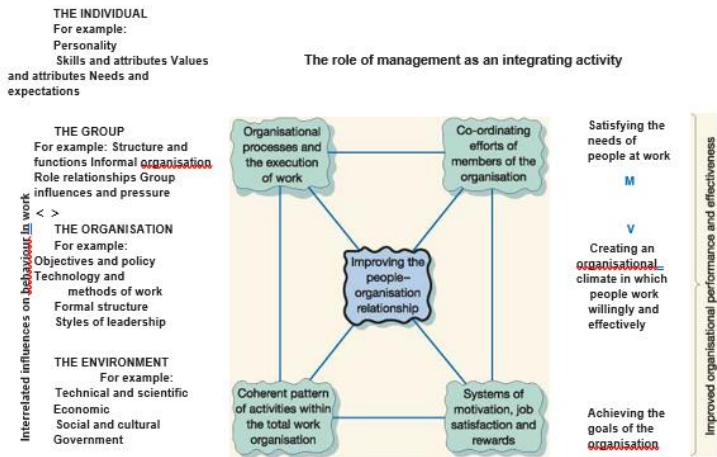 THE INDIVIDUAL
For example:
Personality
Skills and attributes Values
and attributes Needs and
expectations
The role of management as an integrating activity
THE GROUP
For example: Structure and
functions Informal organisation
Role relationships Group
influences and pressure
< >
THE ORGANISATION
For example:
Objectives and policy
Technology and
methods of work
Formal structure
Styles of leadership
THE ENVIRONMENT
For example:
Technical and scientific
Economic
Social and cultural
Government
Interrelated influences on behaviour in work
Organisational
processes and
the execution
of work
Co-ordinating
efforts of
members of the
organisation
Improving the
people–
organisation
relationship
Coherent pattern
of activities within
the total work
organisation
Systems of
motivation, job
satisfaction and
rewards
Satisfying the
needs of
people at work
M
V
Creating an
organisational
climate in which
people work
willingly and
effectively
Achieving the
goals of the
organisation
Improved organisational performance and effectiveness